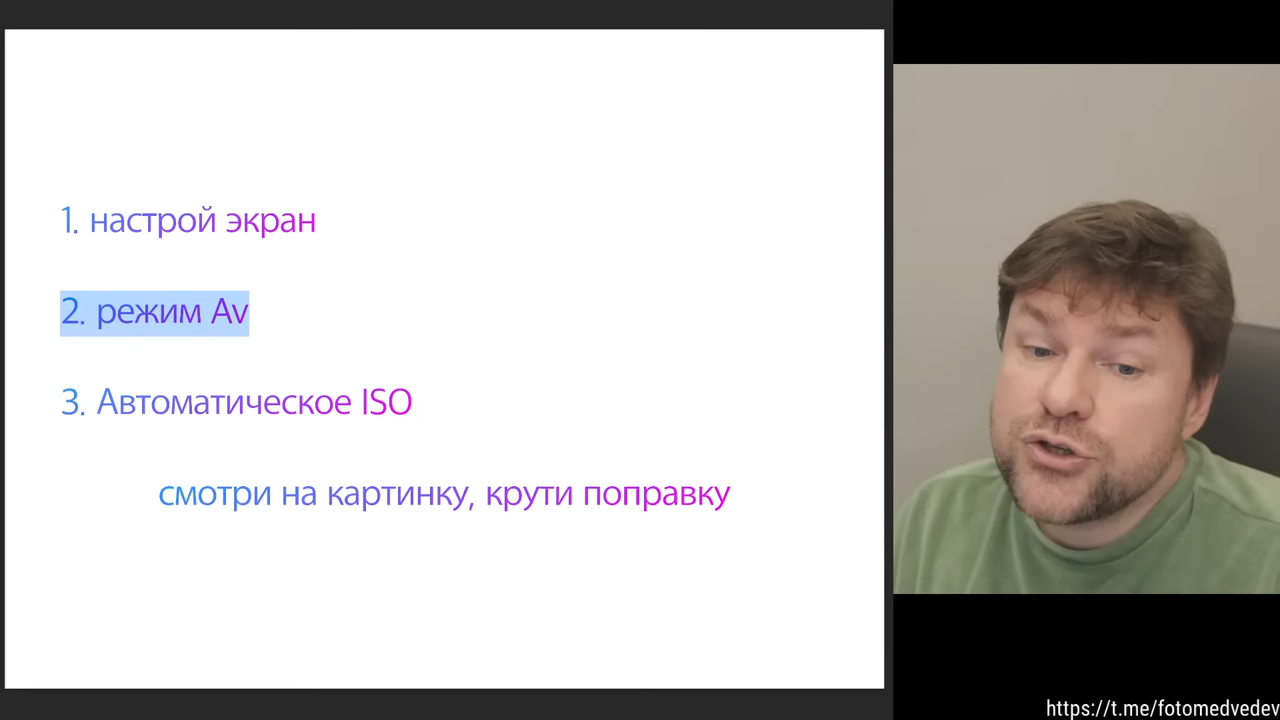 1. настрой экран
2. режим Av
3. Автоматическое ISO
смотри на картинку, крути поправку
https://t.me/fotomedvedev